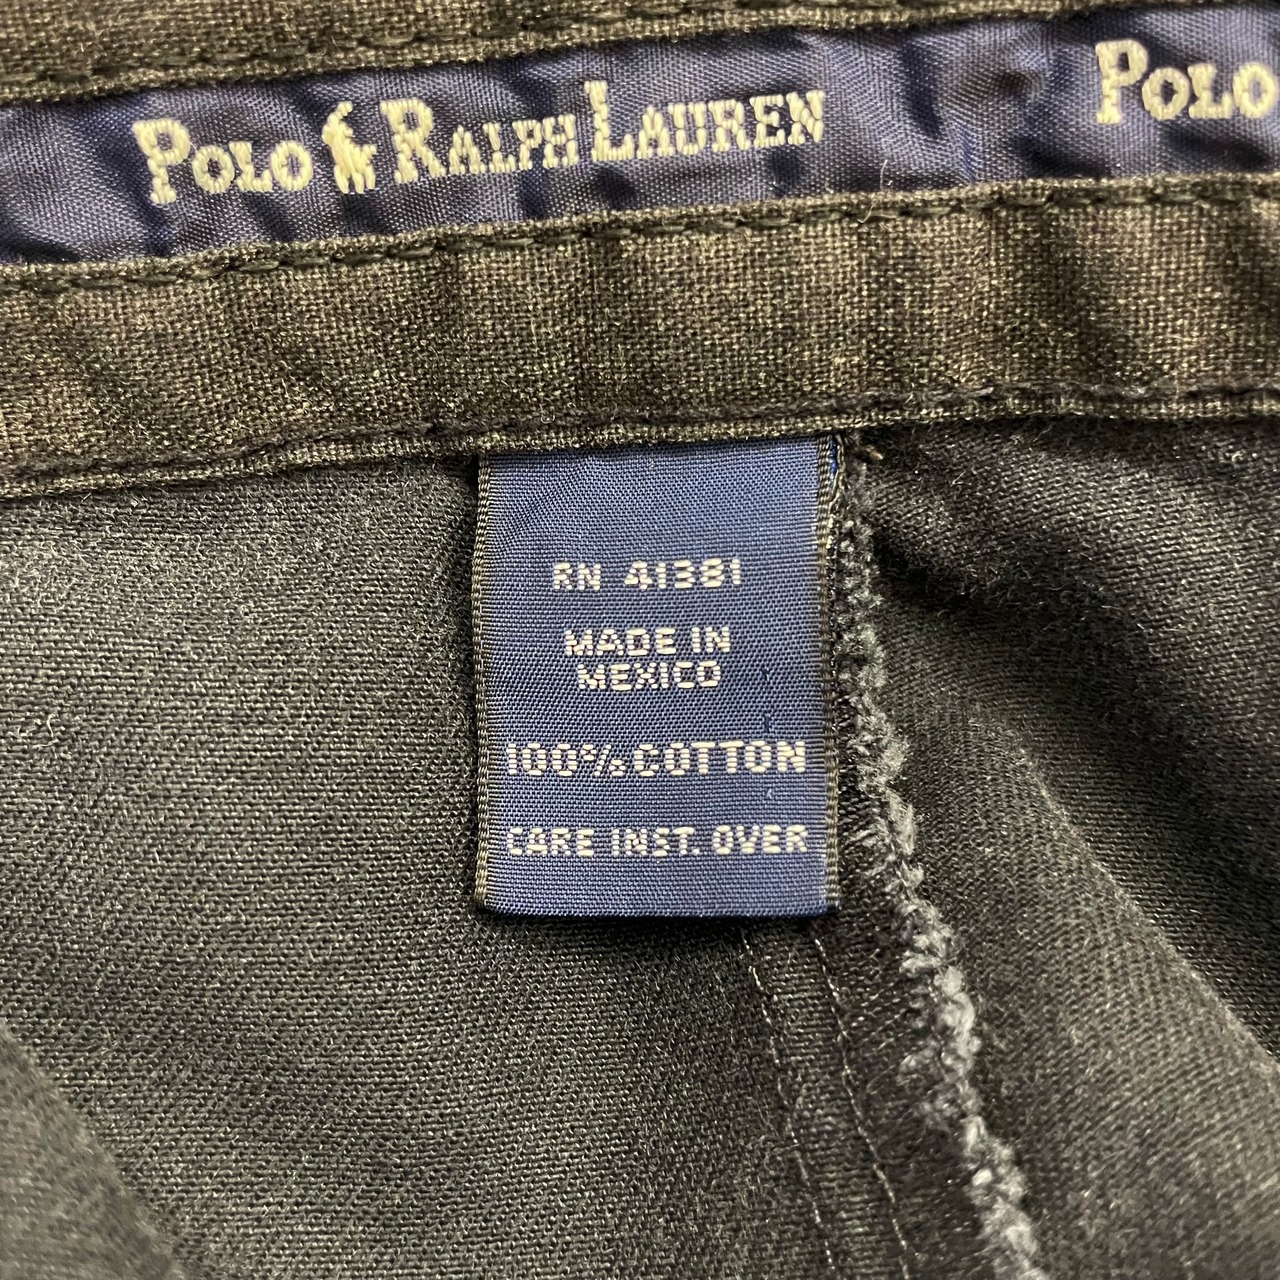 POLO RALPH LAUREN POLO
RN 41381
MADE IN
MEXICO
100% COTTON
CARE INST. OVER